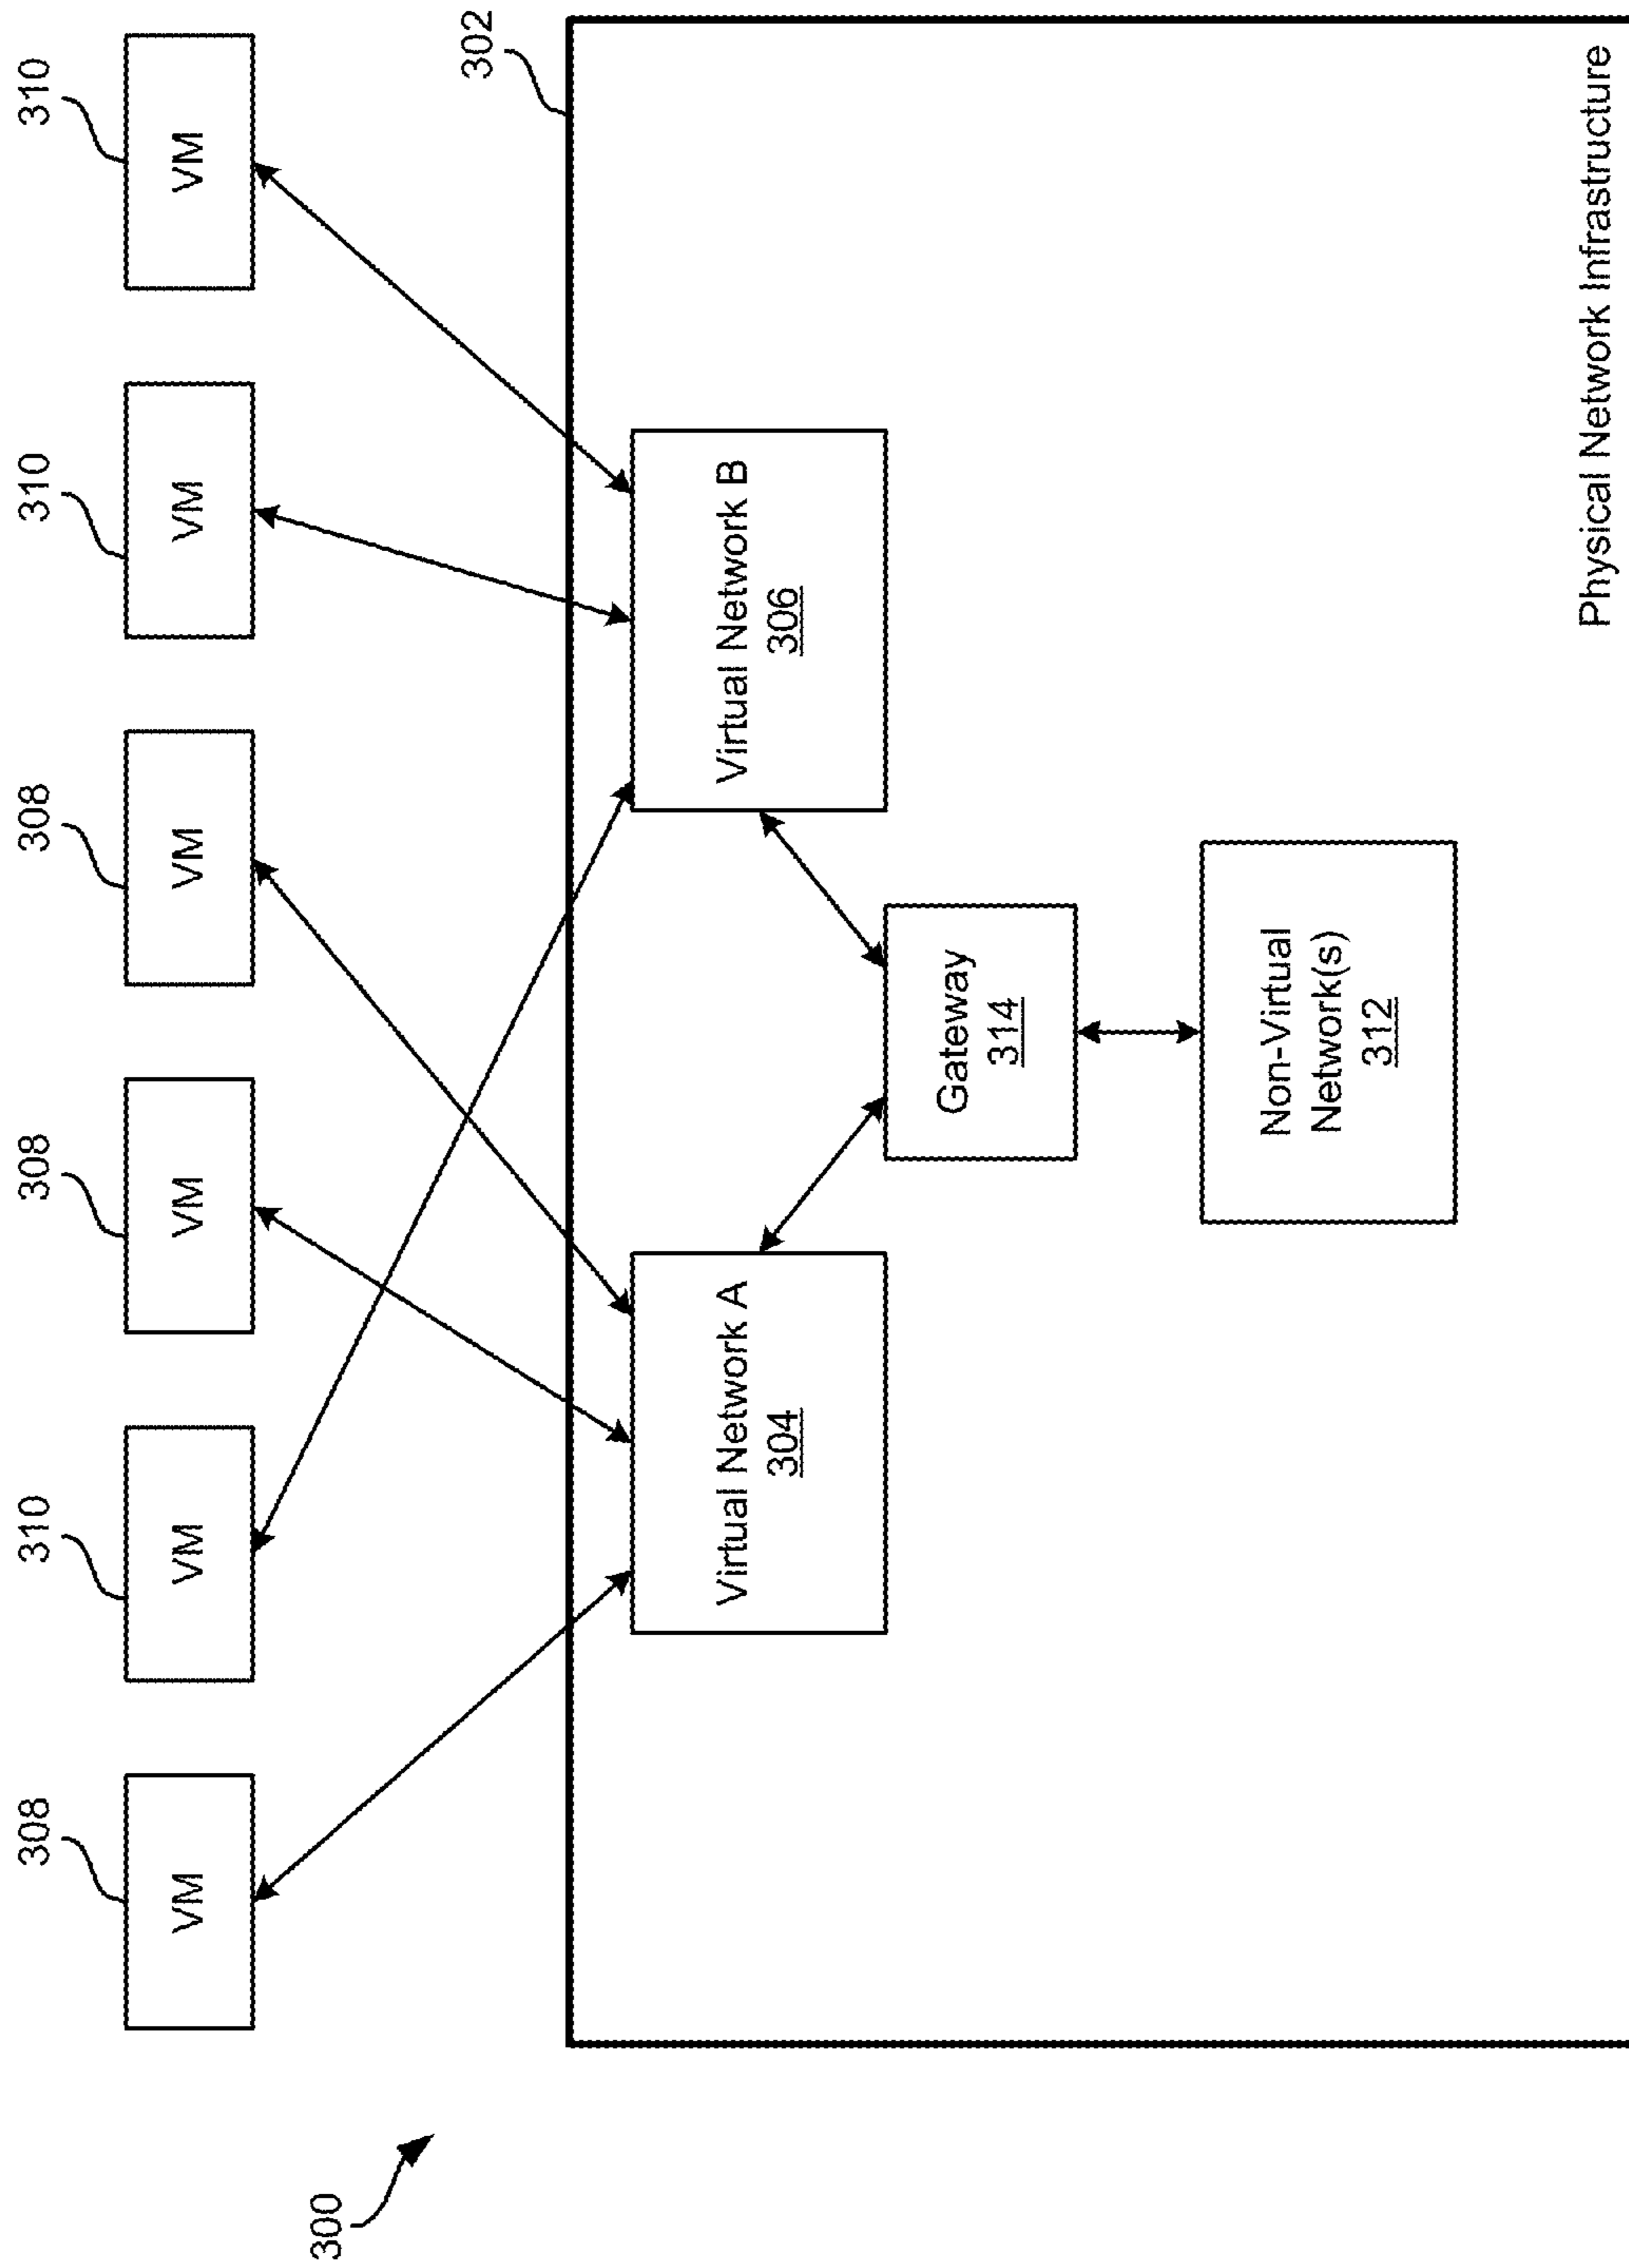 308
310
308
308
310
310
VM
VM
VM
VM
VM
VM
300
302
Virtual Network A
304
Virtual Network B
306
Gateway
314
Non-Virtual
Network(s)
312
Physical Network Infrastructure